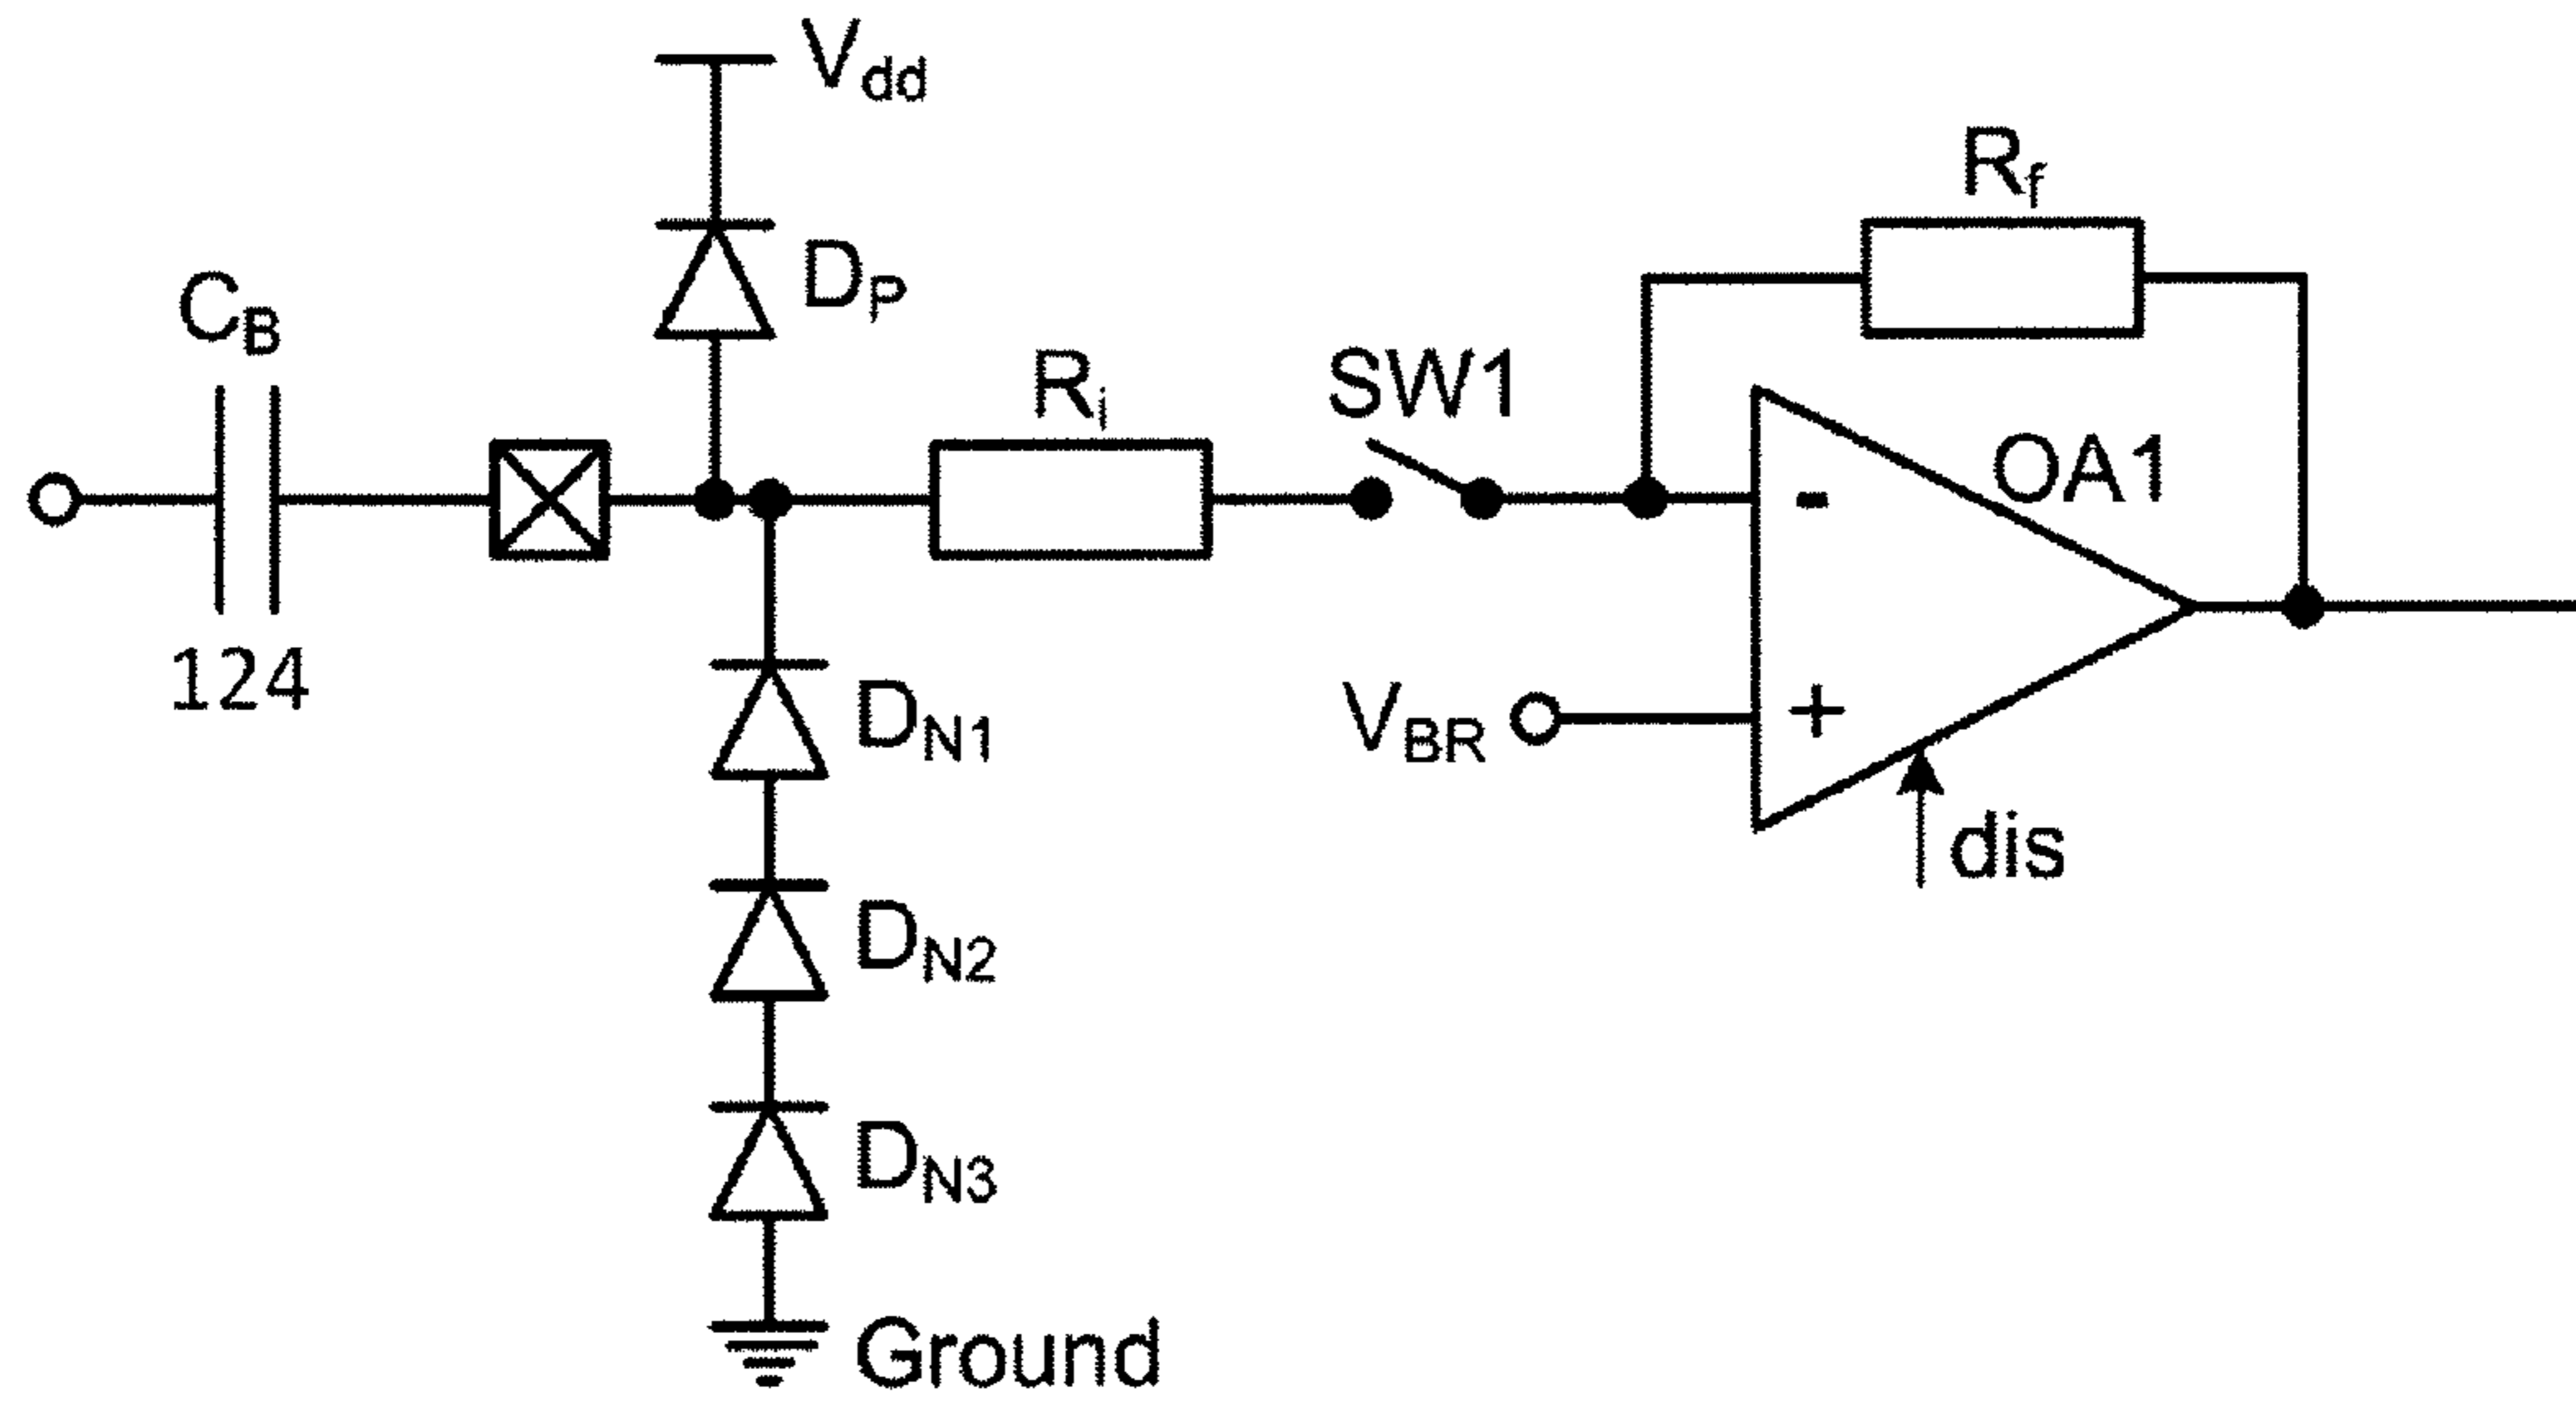 Vdd
DP
CB
124
Ri
SW1
Rf
OA1
-
+
VBR
dis
DN1
DN2
DN3
Ground